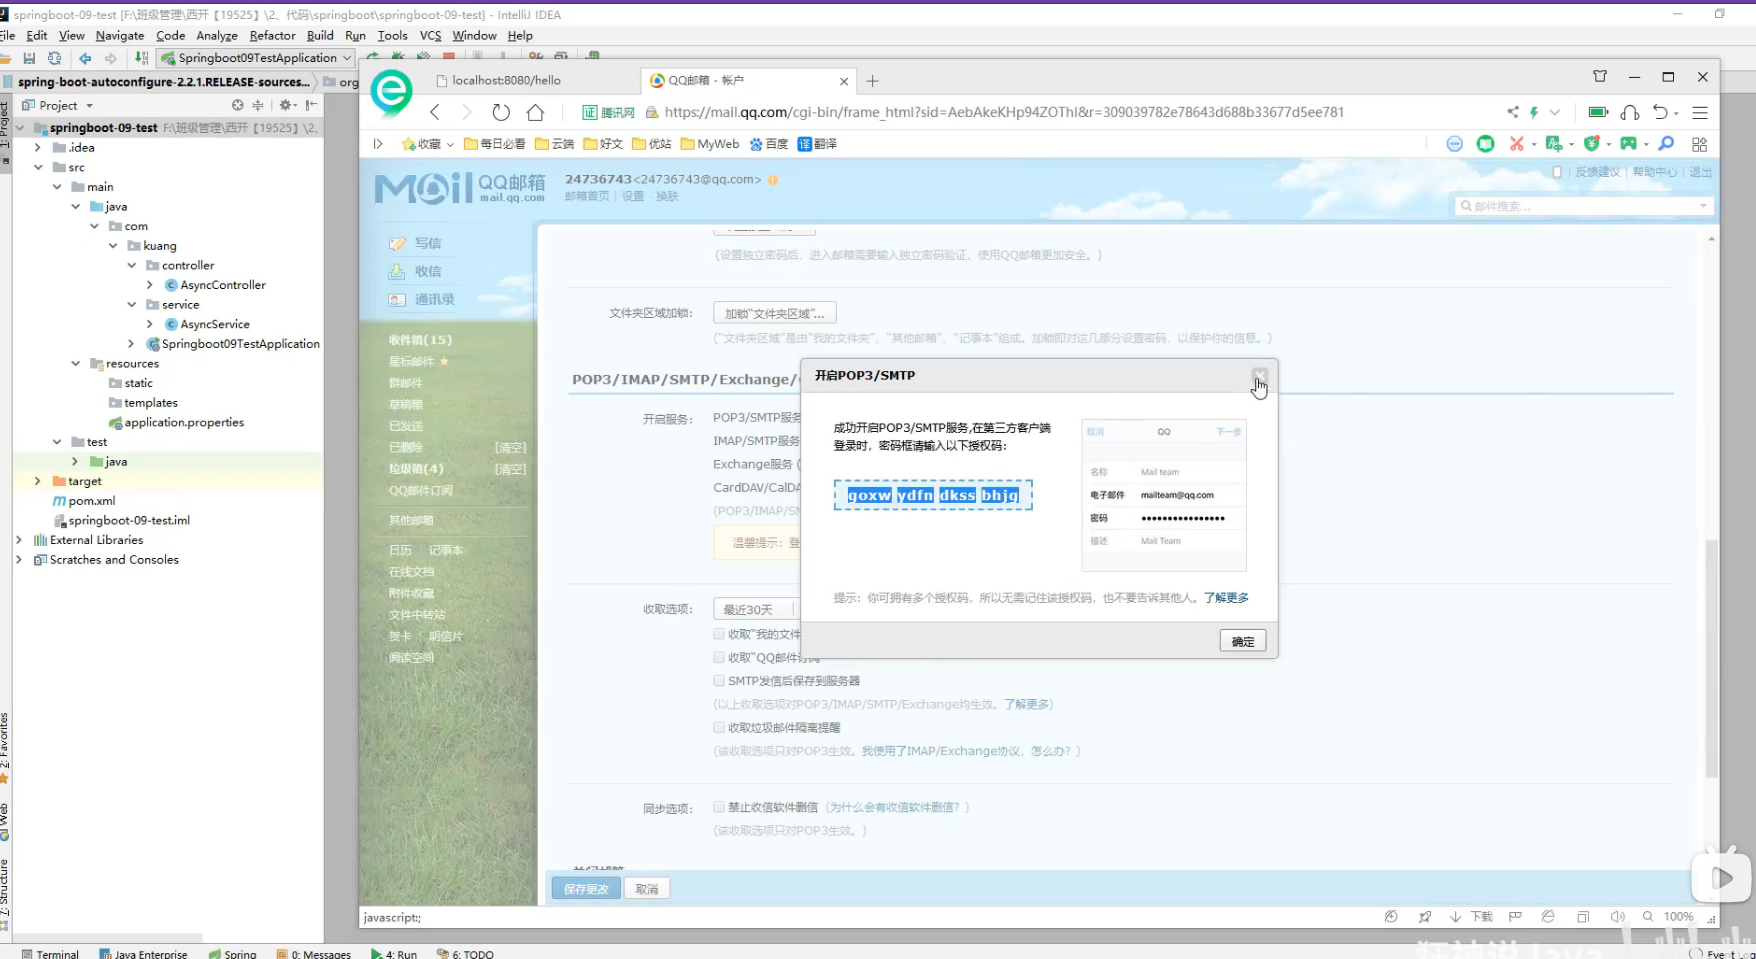 springboot-09-test [F:\班级管理\西开【19525】\2、代码\springboot\springboot-09-test] - IntelliJ IDEA
File Edit View Navigate Code Analyze Refactor Build Run Tools VCS Window Help
Springboot09TestApplication
spring-boot-autoconfigure-2.2.1.RELEASE-sources... org
Project
springboot-09-test F:\班级管理\西开【19525】\2、
.idea
src
main
java
com
kuang
controller
AsyncController
service
AsyncService
Springboot09TestApplication
resources
static
templates
application.properties
test
java
target
pom.xml
springboot-09-test.iml
External Libraries
Scratches and Consoles
1: Project
2: Favorites
Web
7: Structure
localhost:8080/hello
QQ邮箱 - 帐户
证 腾讯网 https://mail.qq.com/cgi-bin/frame_html?sid=AebAkeKHp94ZOThI&r=309039782e78643d688b33677d5ee781
收藏 每日必看 云端 好文 优站 MyWeb 百度 译 翻译
Mail QQ邮箱 mail.qq.com
24736743<24736743@qq.com>
邮箱首页 | 设置 - 换肤
反馈建议 | 帮助中心 | 退出
邮件搜索...
写信
收信
通讯录
收件箱(15)
星标邮件
群邮件
草稿箱
已发送
已删除 [清空]
垃圾箱(4) [清空]
QQ邮件订阅
其他邮箱
日历 | 记事本
在线文档
附件收藏
文件中转站
贺卡 | 明信片
阅读空间
(设置独立密码后，进入邮箱需要输入独立密码验证，使用QQ邮箱更加安全。)
文件夹区域加锁： 加锁"文件夹区域"...
("文件夹区域"是由"我的文件夹"、"其他邮箱"、"记事本"组成。加锁即对这几部分设置密码，以保护你的信息。)
POP3/IMAP/SMTP/Exchange/
开启服务： POP3/SMTP服务
IMAP/SMTP服务
Exchange服务 (
CardDAV/CalDA
(POP3/IMAP/S
温馨提示：登
收取选项： 最近30天
收取"我的文件
收取"QQ邮件订阅
SMTP发信后保存到服务器
(以上收取选项对POP3/IMAP/SMTP/Exchange均生效。了解更多)
收取垃圾邮件隔离提醒
(该收取选项只对POP3生效。我使用了IMAP/Exchange协议，怎么办？)
同步选项： 禁止收信软件删信 (为什么会有收信软件删信？)
(该收取选项只对POP3生效。)
保存更改 取消
开启POP3/SMTP
成功开启POP3/SMTP服务,在第三方客户端
登录时，密码框请输入以下授权码：
goxw ydfn dkss bhjg
取消 QQ 下一步
名称 Mail team
电子邮件 mailteam@qq.com
密码 ••••••••••••••••
描述 Mail Team
提示：你可拥有多个授权码，所以无需记住该授权码，也不要告诉其他人。了解更多
确定
javascript:;
下载 100%
Terminal Java Enterprise Spring 0: Messages 4: Run 6: TODO
Event Log